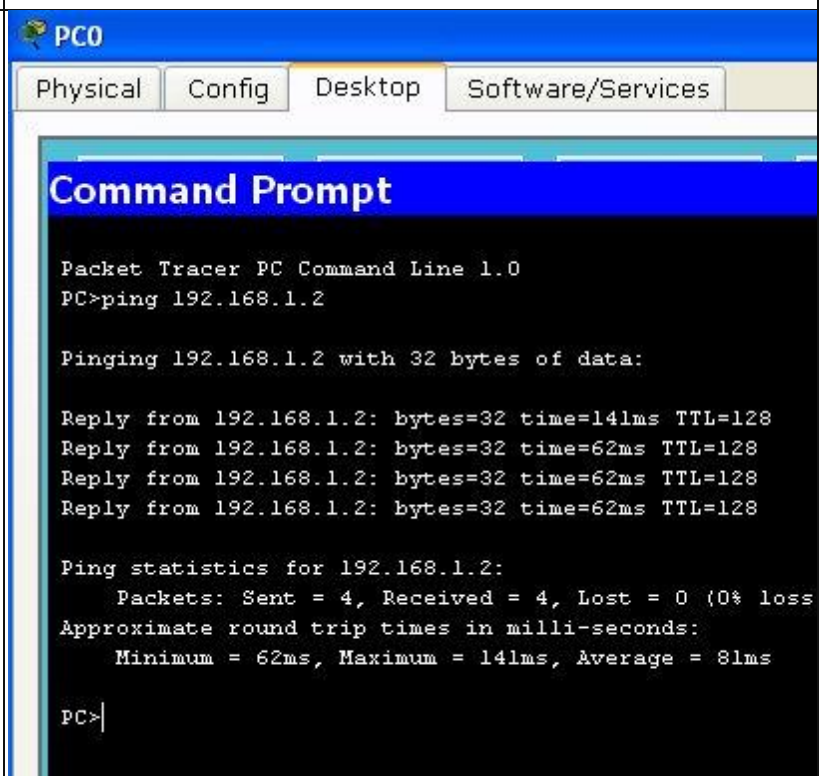 PC0
Physical Config Desktop Software/Services
Command Prompt
Packet Tracer PC Command Line 1.0
PC>ping 192.168.1.2
Pinging 192.168.1.2 with 32 bytes of data:
Reply from 192.168.1.2: bytes=32 time=141ms TTL=128
Reply from 192.168.1.2: bytes=32 time=62ms TTL=128
Reply from 192.168.1.2: bytes=32 time=62ms TTL=128
Reply from 192.168.1.2: bytes=32 time=62ms TTL=128
Ping statistics for 192.168.1.2:
Packets: Sent = 4, Received = 4, Lost = 0 (0% loss
Approximate round trip times in milli-seconds:
Minimum = 62ms, Maximum = 141ms, Average = 81ms
PC>